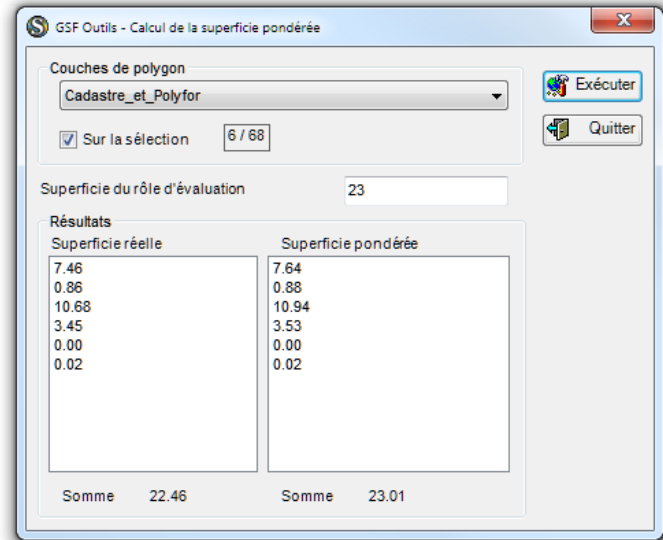 GSF Outils - Calcul de la superficie pondérée
Couches de polygon
Cadastre_et_Polyfor
Exécuter
Sur la sélection 6 / 68
Quitter
Superficie du rôle d'évaluation 23
Résultats
Superficie réelle Superficie pondérée
7.46 7.64
0.86 0.88
10.68 10.94
3.45 3.53
0.00 0.00
0.02 0.02
Somme 22.46 Somme 23.01